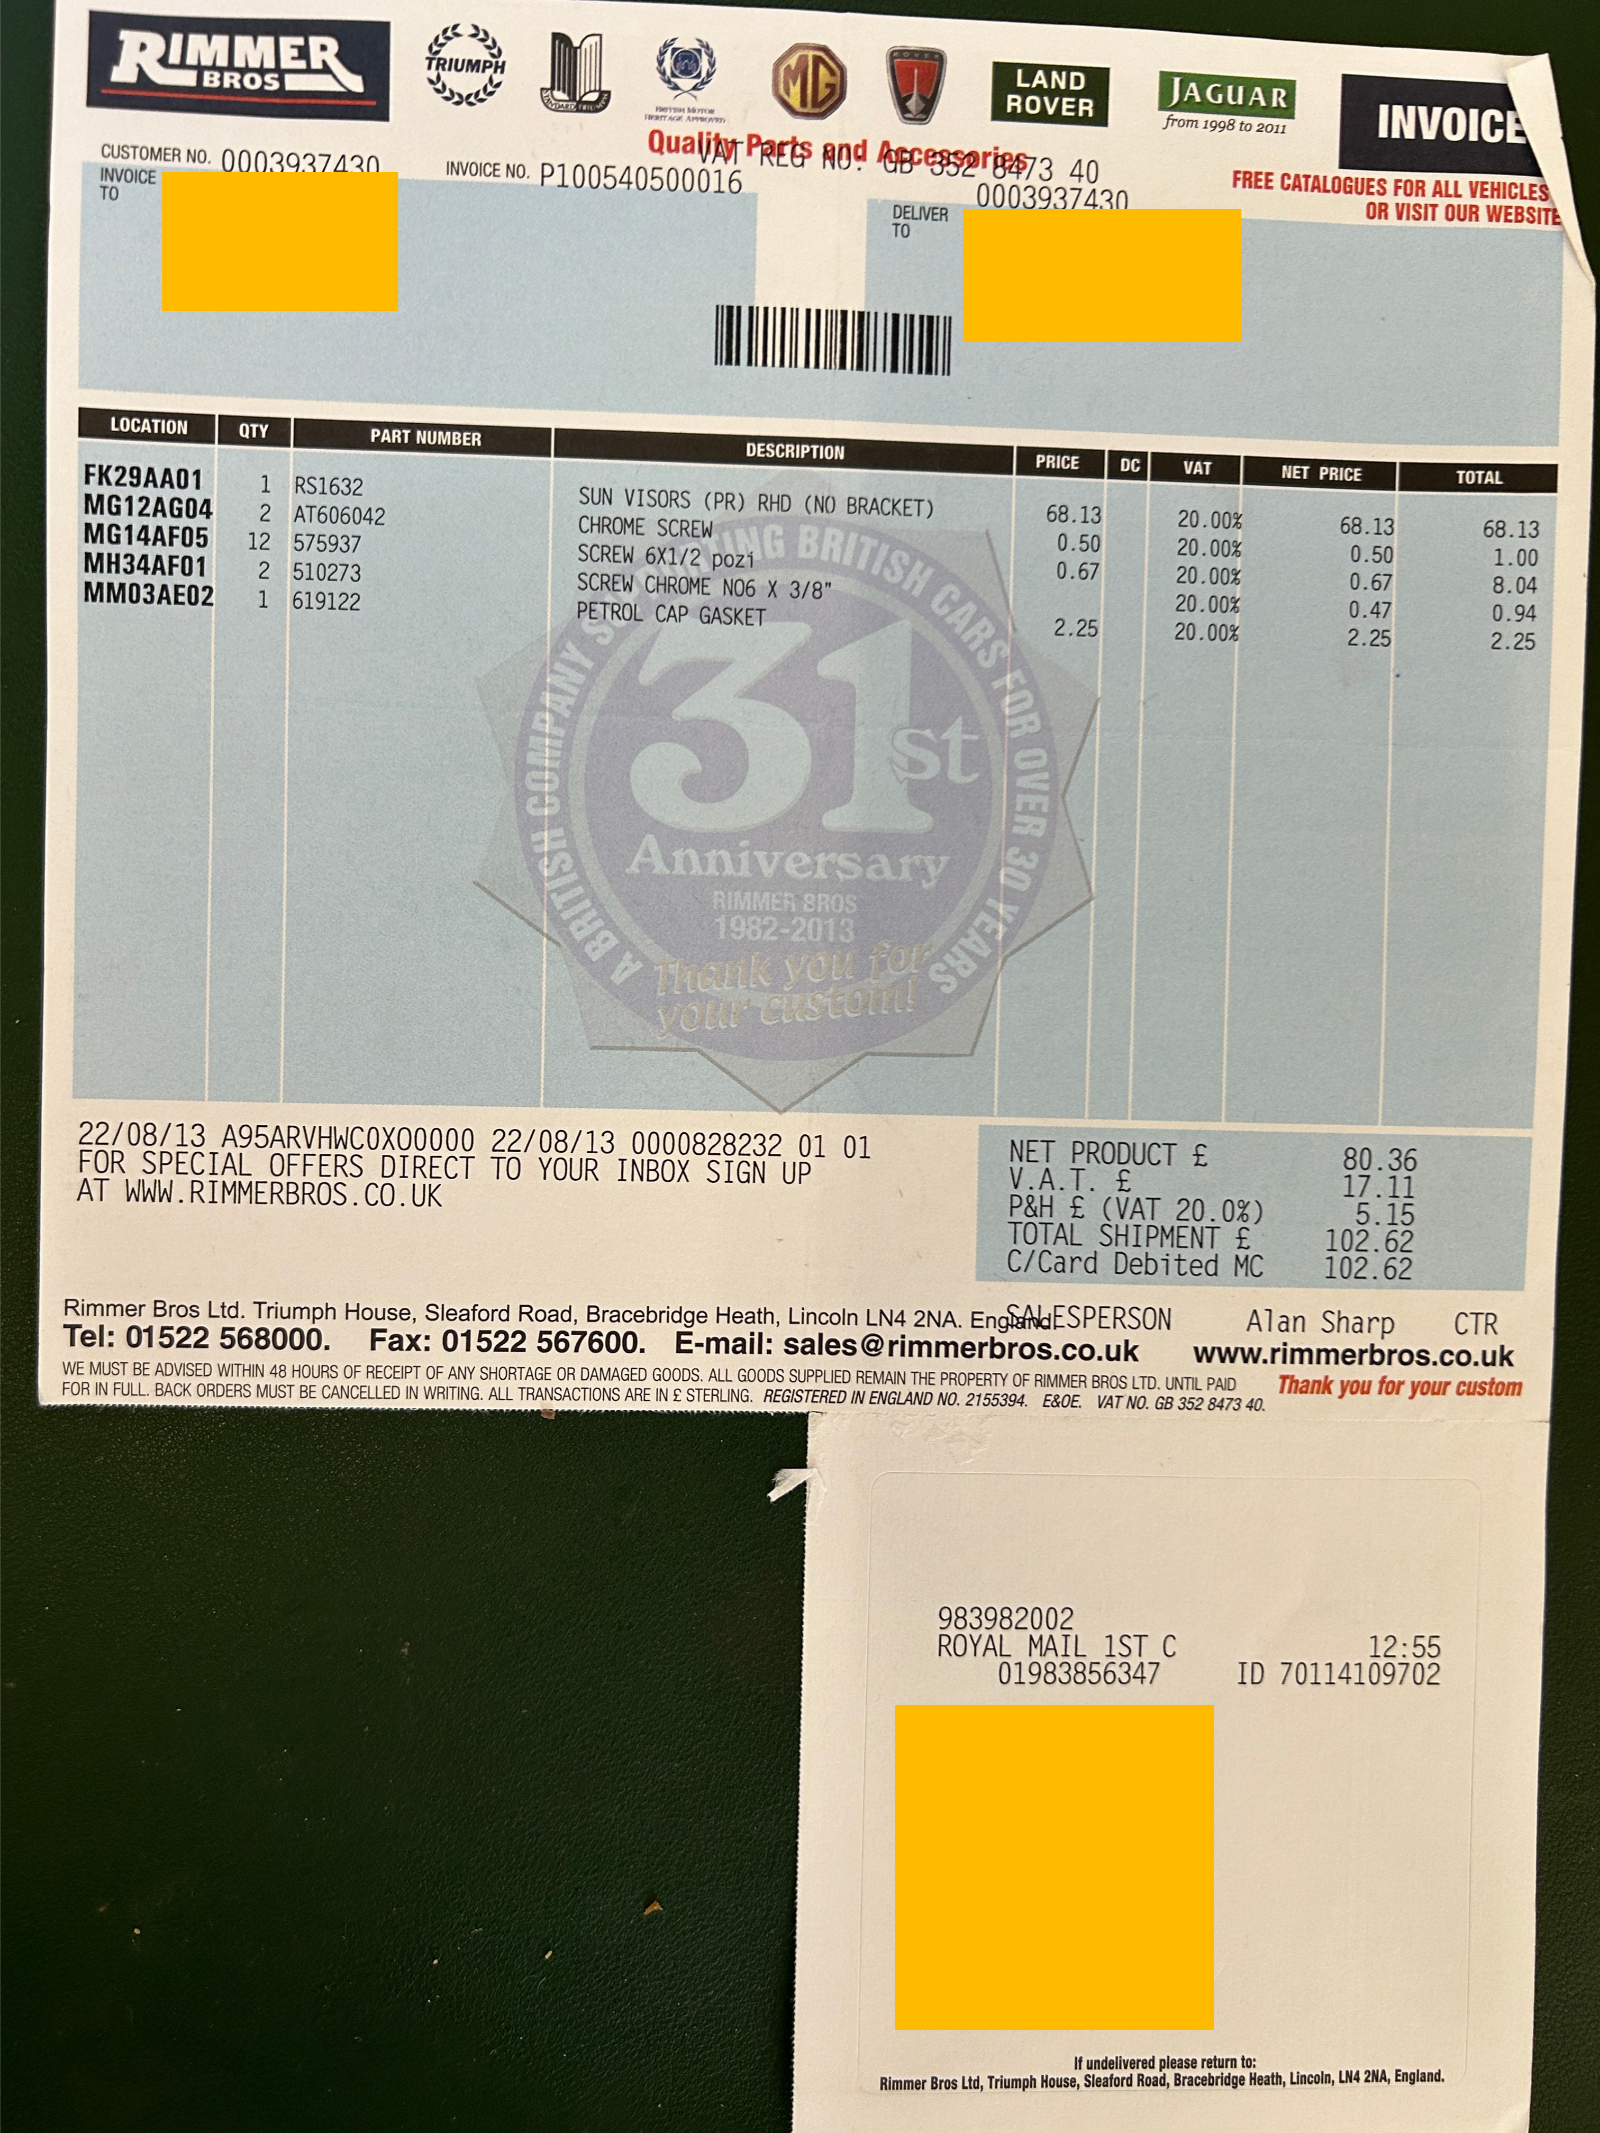 RIMMER
BROS
TRIUMPH
STANDARD TRIUMPH
BRITISH MOTOR
HERITAGE APPROVED
MG
ROVER
LAND
ROVER
JAGUAR
from 1998 to 2011
INVOICE
Quality Parts and Accessories
VAT REG NO: GB 352 8473 40
CUSTOMER NO. 0003937430
INVOICE NO. P100540500016
0003937430
FREE CATALOGUES FOR ALL VEHICLES
OR VISIT OUR WEBSITE
INVOICE
TO
DELIVER
TO
LOCATION QTY PART NUMBER DESCRIPTION PRICE DC VAT NET PRICE TOTAL
FK29AA01 1 RS1632 SUN VISORS (PR) RHD (NO BRACKET) 68.13 20.00% 68.13 68.13
MG12AG04 2 AT606042 CHROME SCREW 0.50 20.00% 0.50 1.00
MG14AF05 12 575937 SCREW 6X1/2 pozi 0.67 20.00% 0.67 8.04
MH34AF01 2 510273 SCREW CHROME NO6 X 3/8" 20.00% 0.47 0.94
MM03AE02 1 619122 PETROL CAP GASKET 2.25 20.00% 2.25 2.25
A BRITISH COMPANY SUPPORTING BRITISH CARS FOR OVER 30 YEARS
31st
Anniversary
RIMMER BROS
1982-2013
Thank you for
your custom!
22/08/13 A95ARVHWC0XO0000 22/08/13 0000828232 01 01
FOR SPECIAL OFFERS DIRECT TO YOUR INBOX SIGN UP
AT WWW.RIMMERBROS.CO.UK
NET PRODUCT £ 80.36
V.A.T. £ 17.11
P&H £ (VAT 20.0%) 5.15
TOTAL SHIPMENT £ 102.62
C/Card Debited MC 102.62
Rimmer Bros Ltd. Triumph House, Sleaford Road, Bracebridge Heath, Lincoln LN4 2NA. England.
SALESPERSON Alan Sharp CTR
Tel: 01522 568000. Fax: 01522 567600. E-mail: sales@rimmerbros.co.uk www.rimmerbros.co.uk
WE MUST BE ADVISED WITHIN 48 HOURS OF RECEIPT OF ANY SHORTAGE OR DAMAGED GOODS. ALL GOODS SUPPLIED REMAIN THE PROPERTY OF RIMMER BROS LTD. UNTIL PAID
FOR IN FULL. BACK ORDERS MUST BE CANCELLED IN WRITING. ALL TRANSACTIONS ARE IN £ STERLING. REGISTERED IN ENGLAND NO. 2155394. E&OE. VAT NO. GB 352 8473 40.
Thank you for your custom
983982002
ROYAL MAIL 1ST C 12:55
01983856347 ID 70114109702
If undelivered please return to:
Rimmer Bros Ltd, Triumph House, Sleaford Road, Bracebridge Heath, Lincoln, LN4 2NA, England.